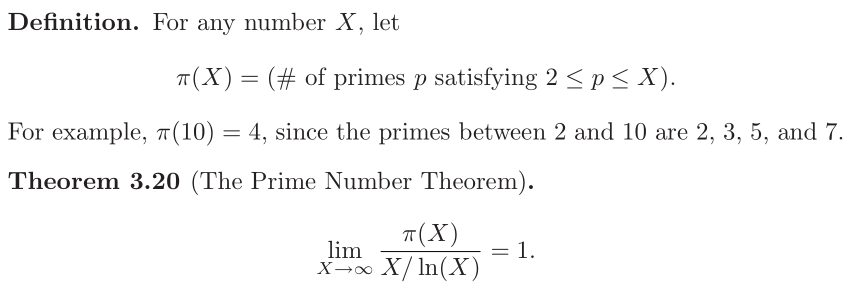 Definition. For any number X, let
π(X) = (# of primes p satisfying 2 ≤ p ≤ X).
For example, π(10) = 4, since the primes between 2 and 10 are 2, 3, 5, and 7.
Theorem 3.20 (The Prime Number Theorem).
lim_{X→∞} π(X) / (X/ ln(X)) = 1.